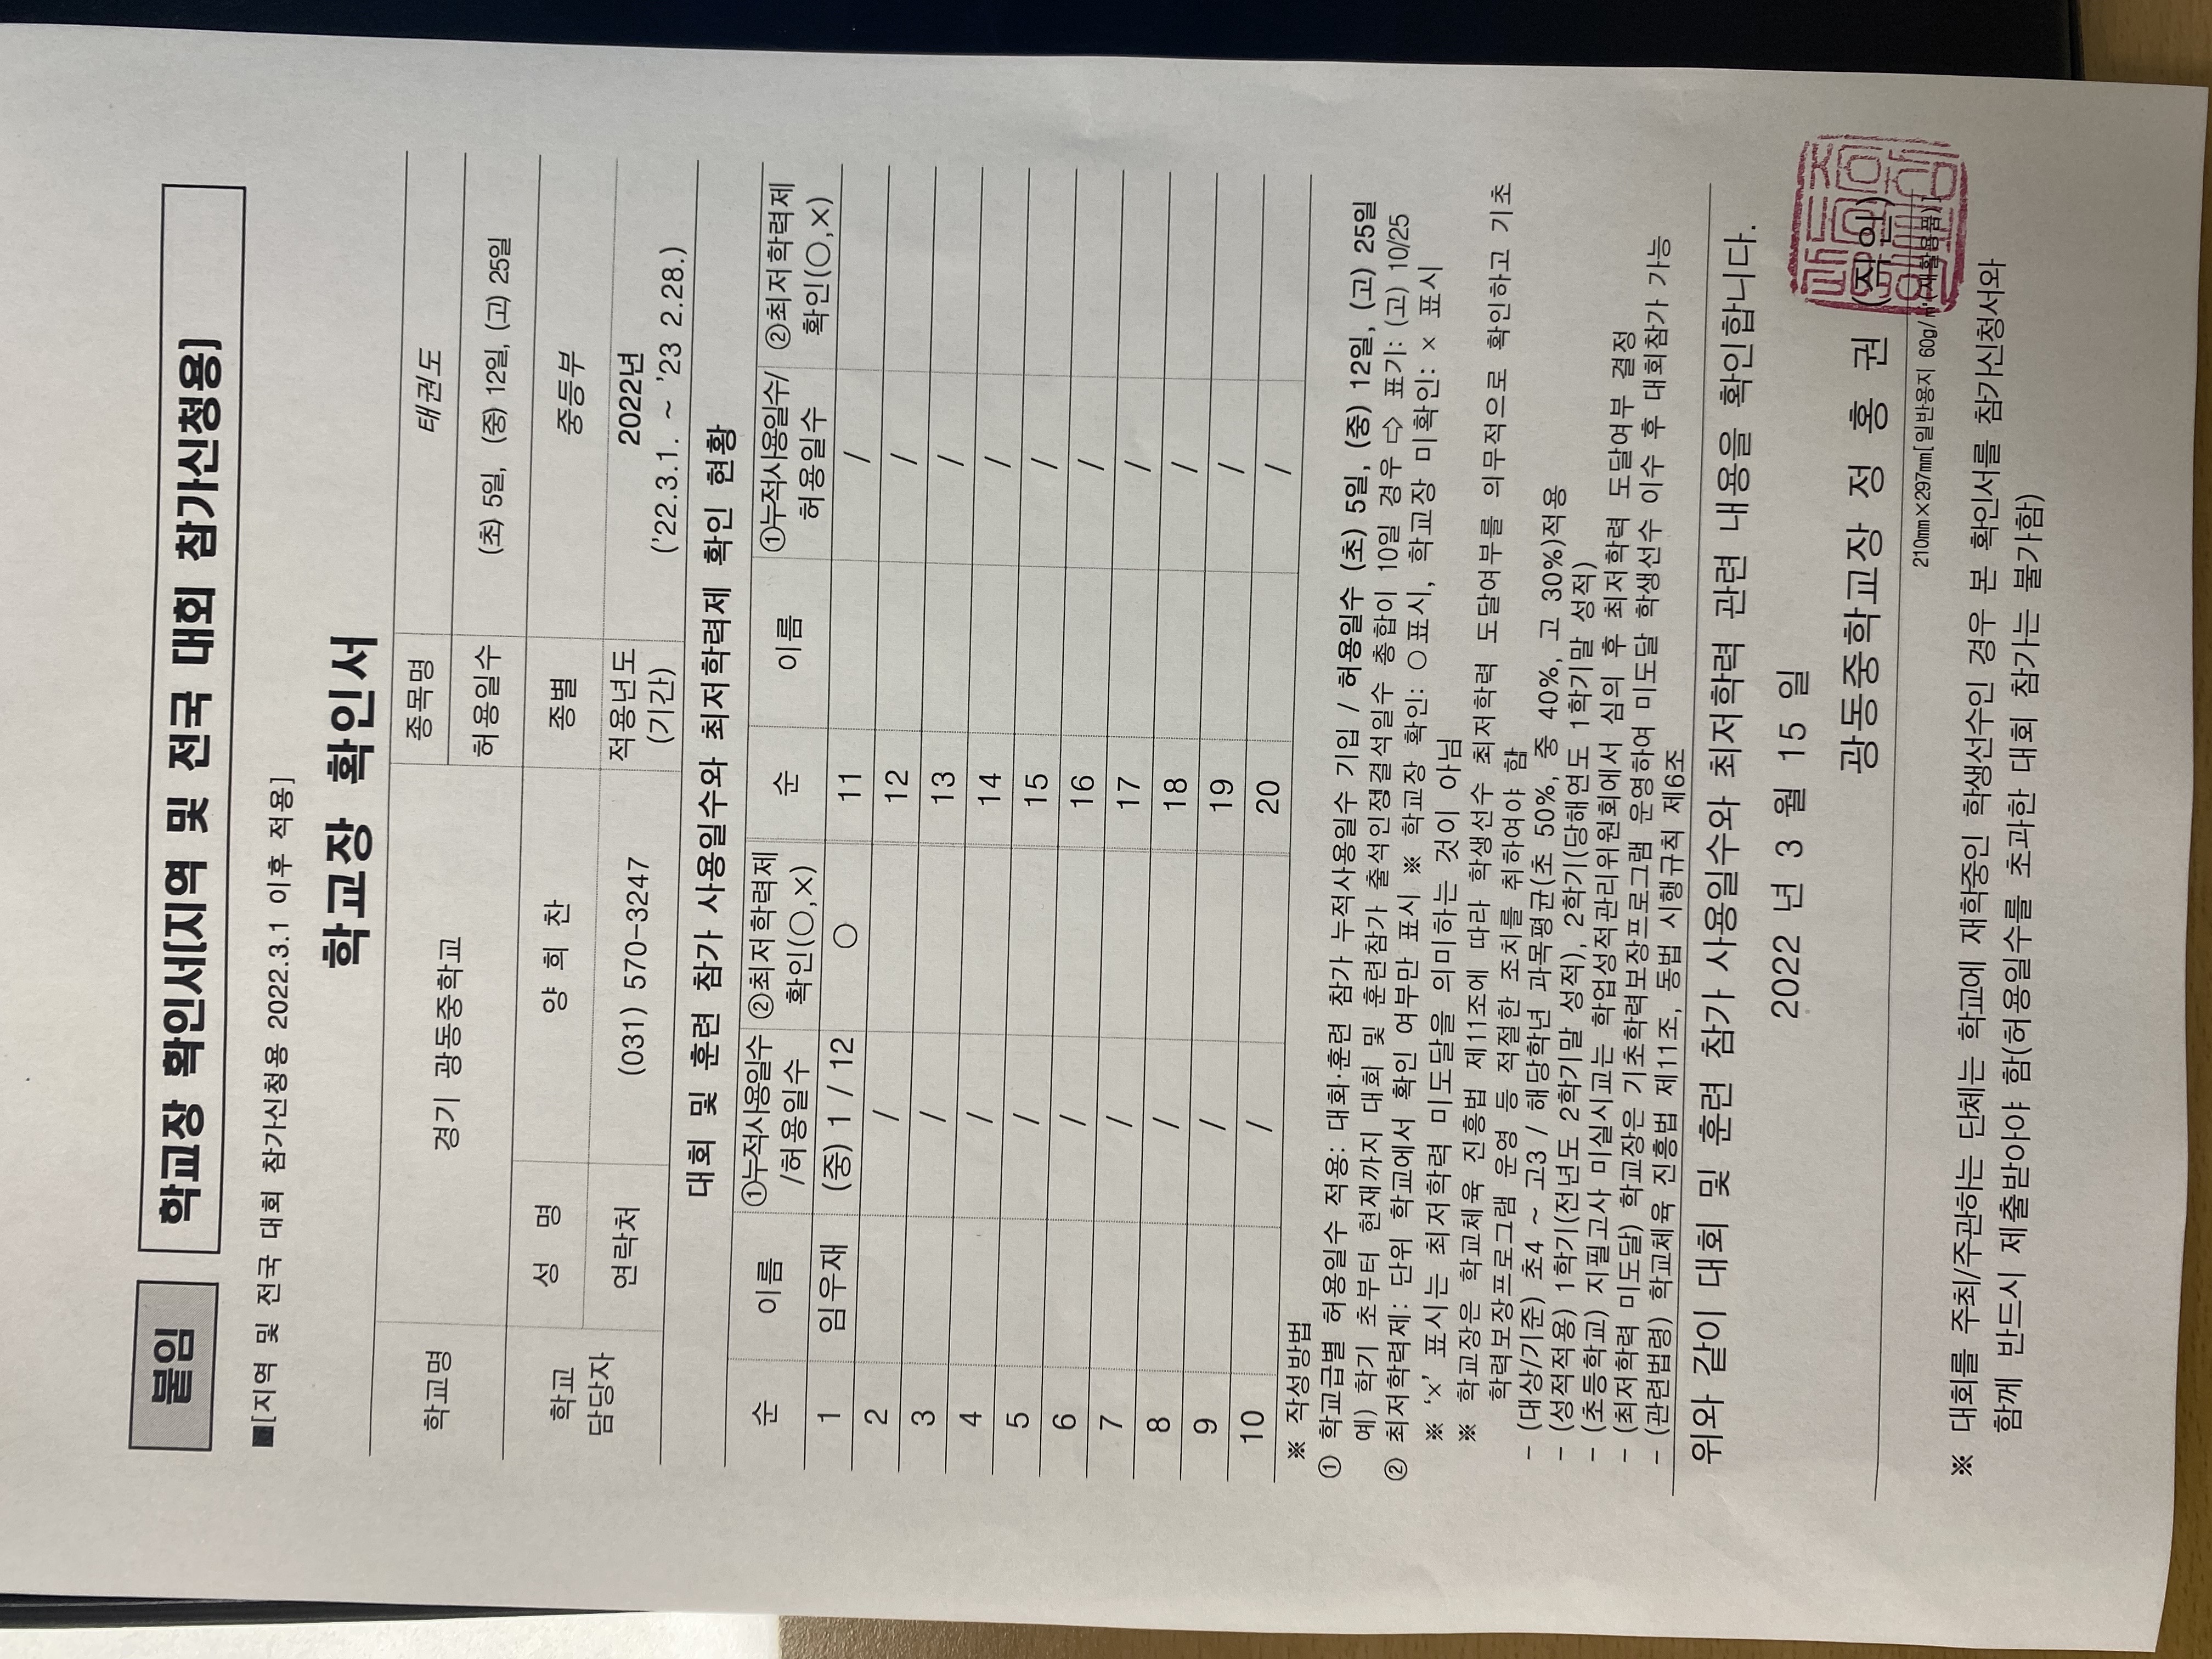 붙임
학교장 확인서[지역 및 전국 대회 참가신청용]
■[지역 및 전국 대회 참가신청용 2022.3.1 이후 적용]
학교장 확인서
학교명 경기 광동중학교 종목명 태권도
허용일수 (초) 5일, (중) 12일, (고) 25일
학교 담당자 성 명 양 희 찬 종별 중등부
연락처 (031) 570-3247 적용년도 (기간) 2022년
('22.3.1. ~ '23 2.28.)
대회 및 훈련 참가 사용일수와 최저학력제 확인 현황
순 이름 ①누적사용일수/허용일수 ②최저학력제 확인(○,×) 순 이름 ①누적사용일수/허용일수 ②최저학력제 확인(○,×)
1 임우재 (중) 1 / 12 ○ 11 /
2 / 12 /
3 / 13 /
4 / 14 /
5 / 15 /
6 / 16 /
7 / 17 /
8 / 18 /
9 / 19 /
10 / 20 /
※ 작성방법
① 학교급별 허용일수 적용: 대회·훈련 참가 누적사용일수 기입 / 허용일수 (초) 5일, (중) 12일, (고) 25일
예) 학기 초부터 현재까지 대회 및 훈련참가 출석인정결석일수 총합이 10일 경우 ⇨ 표기: (고) 10/25
② 최저학력제: 단위 학교에서 확인 여부만 표시 ※ 학교장 확인: ○표시, 학교장 미확인: × 표시
※ ‘x’ 표시는 최저학력 미도달을 의미하는 것이 아님
※ 학교장은 학교체육 진흥법 제11조에 따라 학생선수 최저학력 도달여부를 의무적으로 확인하고 기초
학력보장프로그램 운영 등 적절한 조치를 취하여야 함
- (대상/기준) 초4 ~ 고3 / 해당학년 과목평균(초 50%, 중 40%, 고 30%)적용
- (성적적용) 1학기(전년도 2학기말 성적), 2학기(당해연도 1학기말 성적)
- (초등학교) 지필고사 미실시교는 학업성적관리위원회에서 심의 후 최저학력 도달여부 결정
- (최저학력 미도달) 학교장은 기초학력보장프로그램 운영하여 미도달 학생선수 이수 후 대회참가 가능
- (관련법령) 학교체육 진흥법 제11조, 동법 시행규칙 제6조
위와 같이 대회 및 훈련 참가 사용일수와 최저학력 관련 내용을 확인합니다.
2022 년 3 월 15 일
광동중학교장 정 홍 권 (직인)
210㎜×297㎜[일반용지 60g/㎡(재활용품)]
※ 대회를 주최/주관하는 단체는 학교에 재학중인 학생선수인 경우 본 확인서를 참가신청서와
함께 반드시 제출받아야 함(허용일수를 초과한 대회 참가는 불가함)